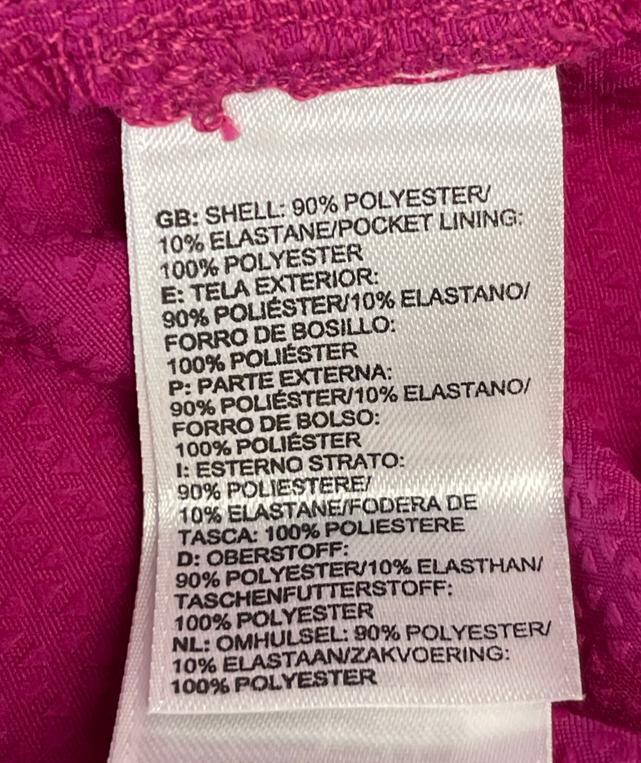 GB: SHELL: 90% POLYESTER/
10% ELASTANE/POCKET LINING:
100% POLYESTER
E: TELA EXTERIOR:
90% POLIÉSTER/10% ELASTANO/
FORRO DE BOSILLO:
100% POLIÉSTER
P: PARTE EXTERNA:
90% POLIÉSTER/10% ELASTANO/
FORRO DE BOLSO:
100% POLIÉSTER
I: ESTERNO STRATO:
90% POLIESTERE/
10% ELASTANE/FODERA DE
TASCA: 100% POLIESTERE
D: OBERSTOFF:
90% POLYESTER/10% ELASTHAN/
TASCHENFUTTERSTOFF:
100% POLYESTER
NL: OMHULSEL: 90% POLYESTER/
10% ELASTAAN/ZAKVOERING:
100% POLYESTER